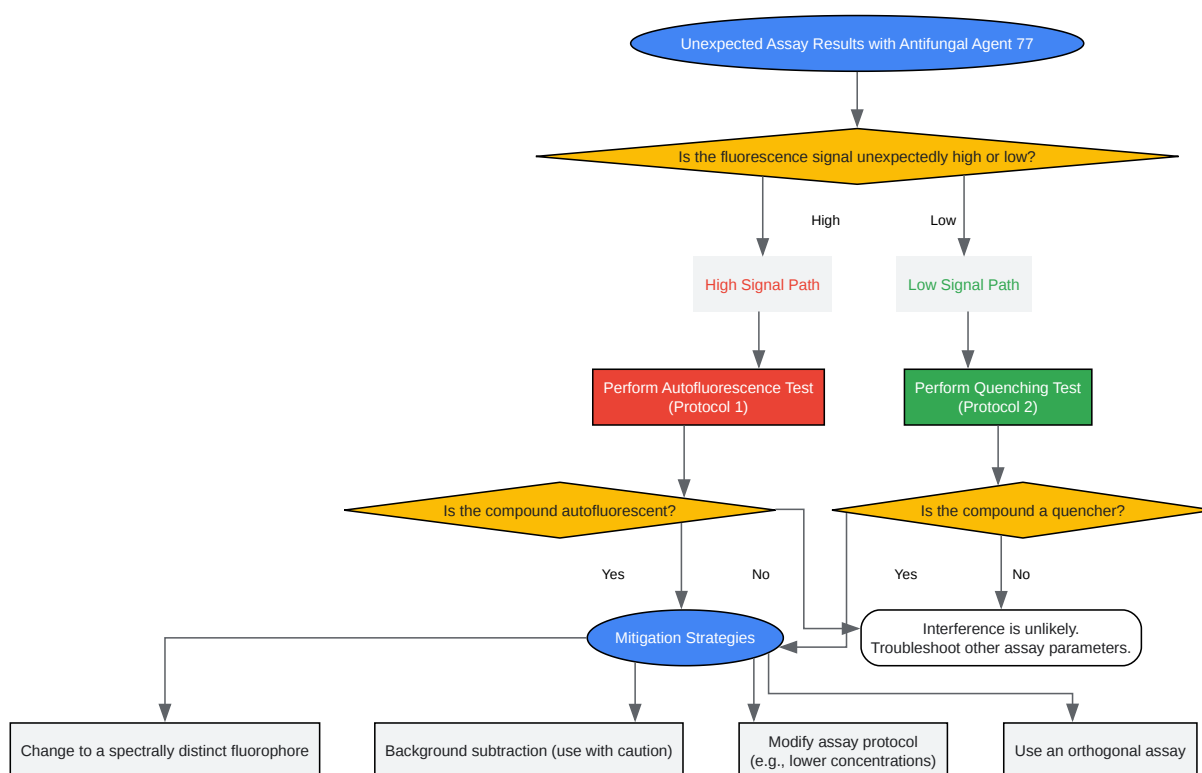 Unexpected Assay Results with Antifungal Agent 77
Is the fluorescence signal unexpectedly high or low?
High
Low
High Signal Path
Low Signal Path
Perform Autofluorescence Test
(Protocol 1)
Perform Quenching Test
(Protocol 2)
Is the compound autofluorescent?
Is the compound a quencher?
Yes
No
Yes
No
Mitigation Strategies
Interference is unlikely.
Troubleshoot other assay parameters.
Change to a spectrally distinct fluorophore
Background subtraction (use with caution)
Modify assay protocol
(e.g., lower concentrations)
Use an orthogonal assay